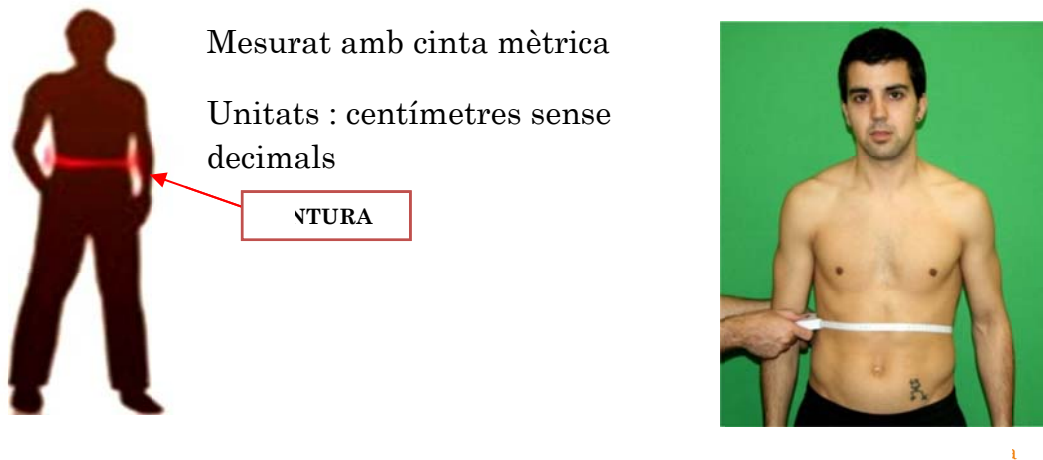 Mesurat amb cinta mètrica
Unitats : centímetres sense
decimals
NTURA